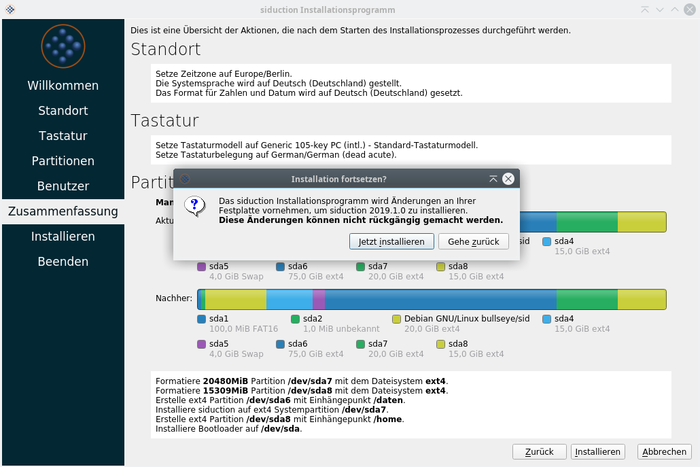 siduction Installationsprogramm
Willkommen
Standort
Tastatur
Partitionen
Benutzer
Zusammenfassung
Installieren
Beenden
Dies ist eine Übersicht der Aktionen, die nach dem Starten des Installationsprozesses durchgeführt werden.
Standort
Setze Zeitzone auf Europe/Berlin.
Die Systemsprache wird auf Deutsch (Deutschland) gestellt.
Das Format für Zahlen und Datum wird auf Deutsch (Deutschland) gesetzt.
Tastatur
Setze Tastaturmodell auf Generic 105-key PC (intl.) - Standard-Tastaturmodell.
Setze Tastaturbelegung auf German/German (dead acute).
Partit
Man
Aktu
Installation fortsetzen?
Das siduction Installationsprogramm wird Änderungen an Ihrer
Festplatte vornehmen, um siduction 2019.1.0 zu installieren.
Diese Änderungen können nicht rückgängig gemacht werden.
Jetzt installieren
Gehe zurück
sid sda4
15,0 GiB ext4
sda5 sda6 sda7 sda8
4,0 GiB Swap 75,0 GiB ext4 20,0 GiB ext4 15,0 GiB ext4
Nachher:
sda1 sda2 Debian GNU/Linux bullseye/sid sda4
100,0 MiB FAT16 1,0 MiB unbekannt 20,0 GiB ext4 15,0 GiB ext4
sda5 sda6 sda7 sda8
4,0 GiB Swap 75,0 GiB ext4 20,0 GiB ext4 15,0 GiB ext4
Formatiere 20480MiB Partition /dev/sda7 mit dem Dateisystem ext4.
Formatiere 15309MiB Partition /dev/sda8 mit dem Dateisystem ext4.
Erstelle ext4 Partition /dev/sda6 mit Einhängepunkt /daten.
Installiere siduction auf ext4 Systempartition /dev/sda7.
Erstelle ext4 Partition /dev/sda8 mit Einhängepunkt /home.
Installiere Bootloader auf /dev/sda.
Zurück Installieren Abbrechen